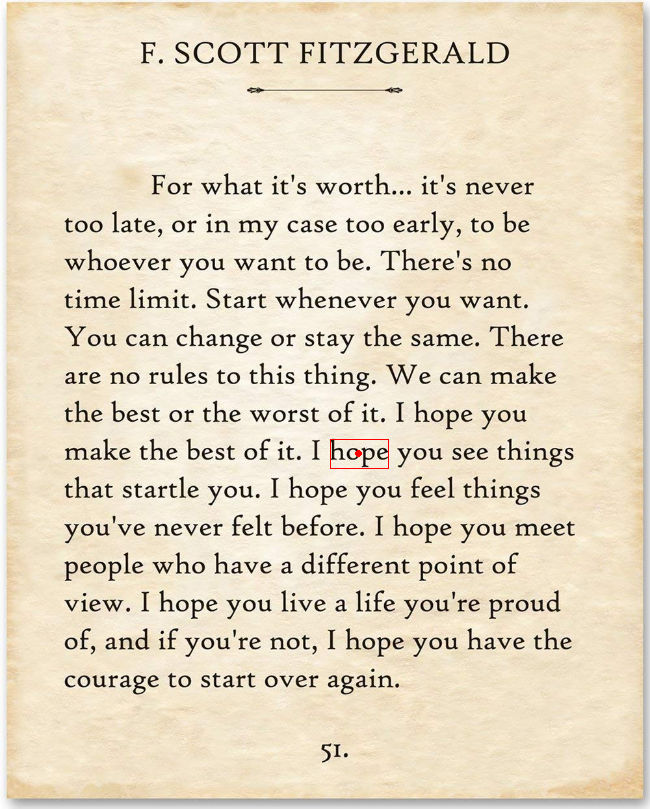 F. SCOTT FITZGERALD
For what it's worth... it's never
too late, or in my case too early, to be
whoever you want to be. There's no
time limit. Start whenever you want.
You can change or stay the same. There
are no rules to this thing. We can make
the best or the worst of it. I hope you
make the best of it. I hope you see things
that startle you. I hope you feel things
you've never felt before. I hope you meet
people who have a different point of
view. I hope you live a life you're proud
of, and if you're not, I hope you have the
courage to start over again.
51.